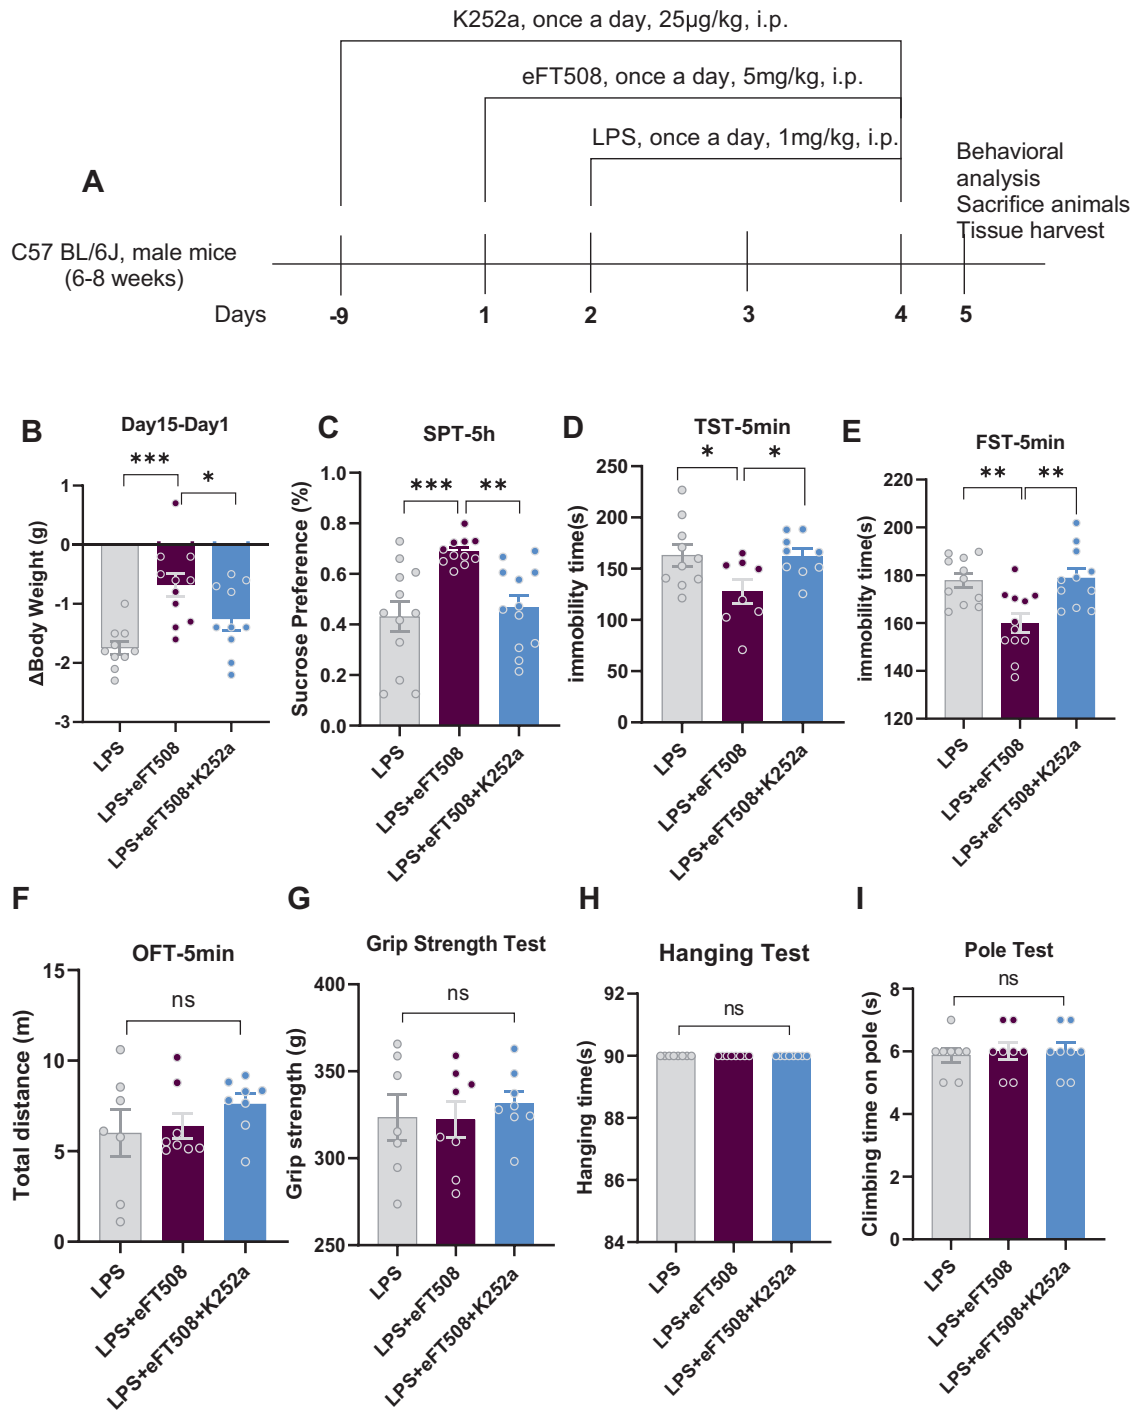 K252a, once a day, 25µg/kg, i.p.
eFT508, once a day, 5mg/kg, i.p.
LPS, once a day, 1mg/kg, i.p.
A
Behavioral
analysis
Sacrifice animals
Tissue harvest
C57 BL/6J, male mice
(6-8 weeks)
Days
-9
1
2
3
4
5
B
Day15-Day1
***
*
ΔBody Weight (g)
1
0
-1
-2
-3
LPS
LPS+eFT508
LPS+eFT508+K252a
C
SPT-5h
***
**
Sucrose Preference (%)
1.0
0.8
0.6
0.4
0.2
0.0
LPS
LPS+eFT508
LPS+eFT508+K252a
D
TST-5min
*
*
immobility time(s)
250
200
150
100
50
0
LPS
LPS+eFT508
LPS+eFT508+K252a
E
FST-5min
**
**
immobility time(s)
220
200
180
160
140
120
LPS
LPS+eFT508
LPS+eFT508+K252a
F
OFT-5min
ns
Total distance (m)
15
10
5
0
LPS
LPS+eFT508
LPS+eFT508+K252a
G
Grip Strength Test
ns
Grip strength (g)
400
350
300
250
LPS
LPS+eFT508
LPS+eFT508+K252a
H
Hanging Test
ns
Hanging time(s)
92
90
88
86
84
LPS
LPS+eFT508
LPS+eFT508+K252a
I
Pole Test
ns
Climbing time on pole (s)
8
6
4
2
0
LPS
LPS+eFT508
LPS+eFT508+K252a